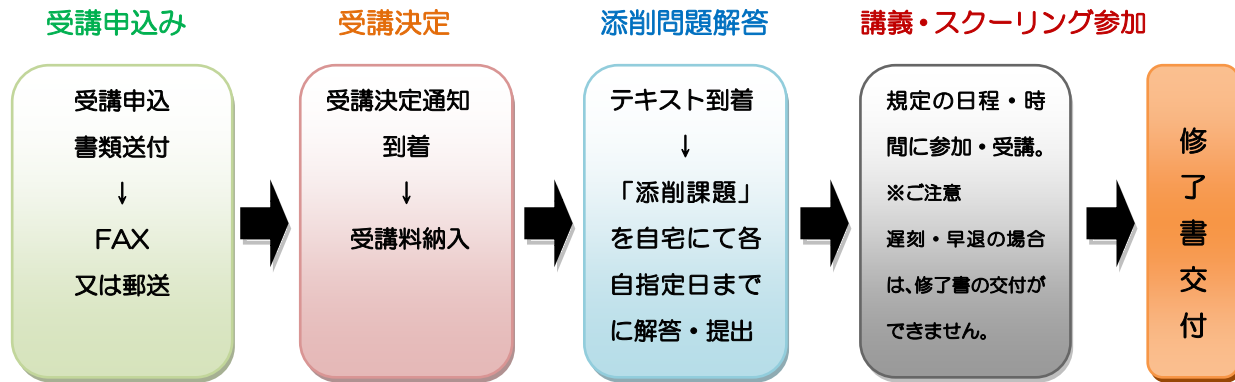 受講申込み
受講申込
書類送付
↓
FAX
又は郵送
受講決定
受講決定通知
到着
↓
受講料納入
添削問題解答
テキスト到着
↓
「添削課題」
を自宅にて各
自指定日まで
に解答・提出
講義・スクーリング参加
規定の日程・時
間に参加・受講。
※ご注意
遅刻・早退の場合
は、修了書の交付が
できません。
修了書交付